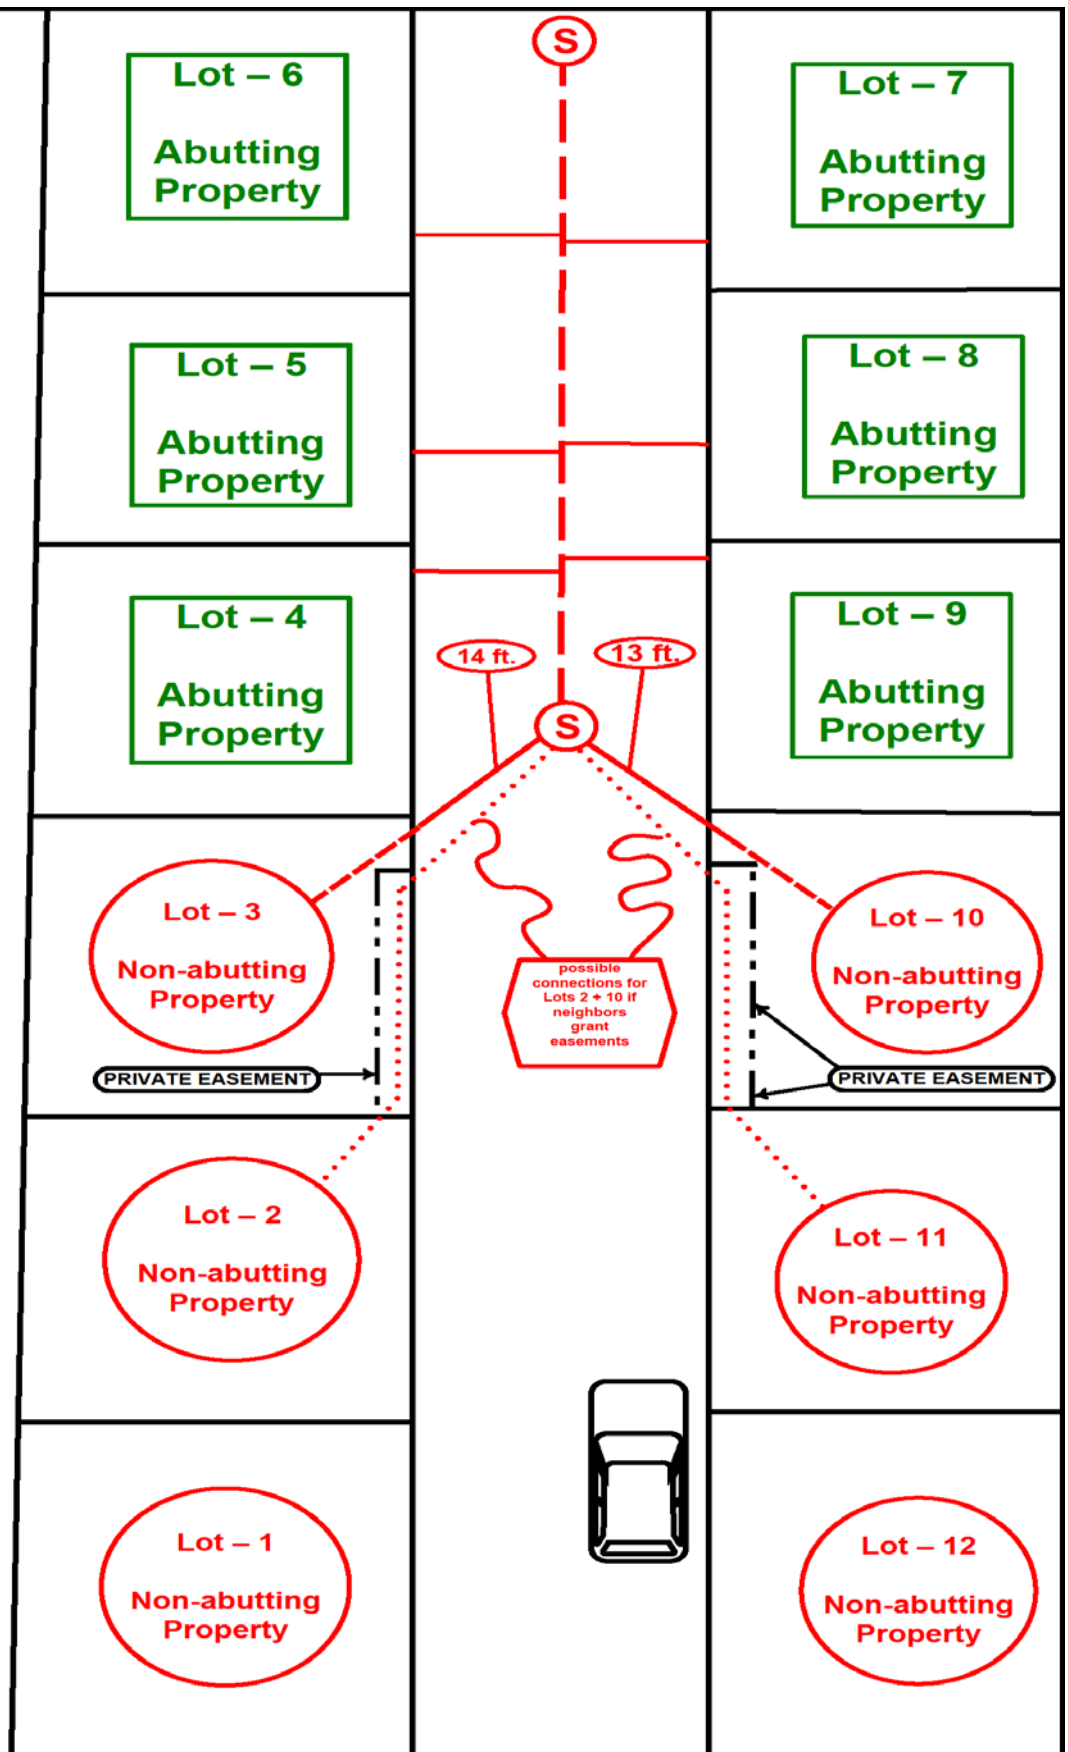 S
Lot – 6
Abutting
Property
Lot – 7
Abutting
Property
Lot – 5
Abutting
Property
Lot – 8
Abutting
Property
Lot – 4
Abutting
Property
Lot – 9
Abutting
Property
14 ft.
13 ft.
S
Lot – 3
Non-abutting
Property
Lot – 10
Non-abutting
Property
possible
connections for
Lots 2 + 10 if
neighbors
grant
easements
PRIVATE EASEMENT
PRIVATE EASEMENT
Lot – 2
Non-abutting
Property
Lot – 11
Non-abutting
Property
Lot – 1
Non-abutting
Property
Lot – 12
Non-abutting
Property